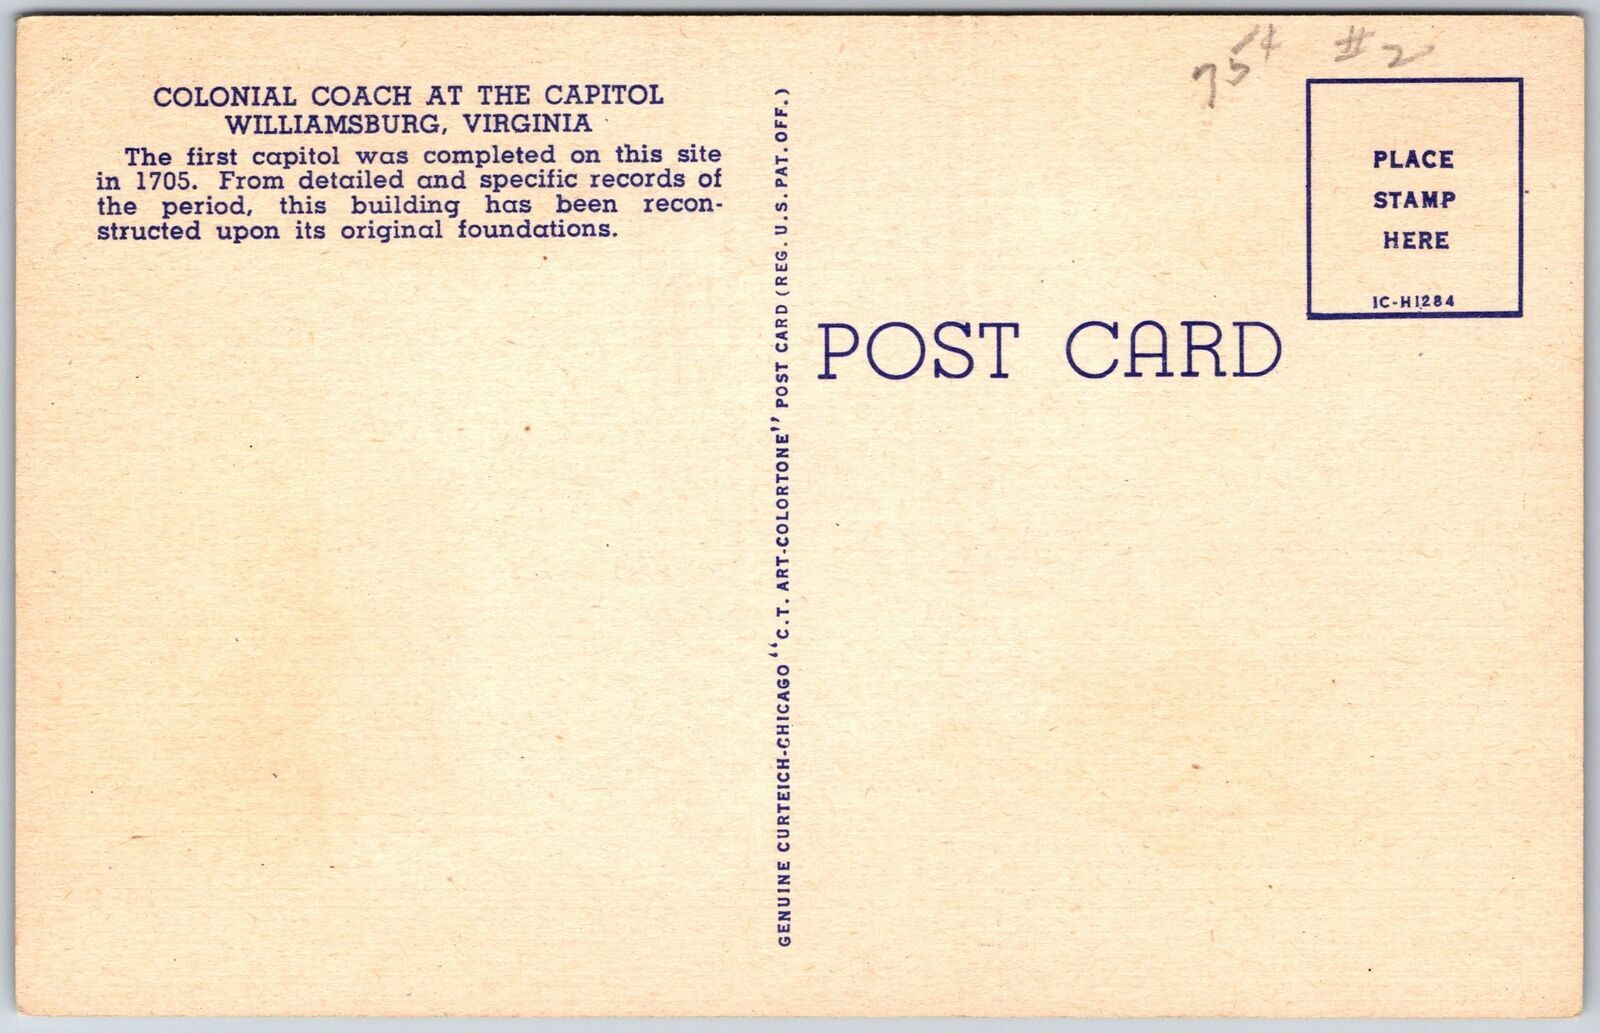 COLONIAL COACH AT THE CAPITOL
WILLIAMSBURG, VIRGINIA
The first capitol was completed on this site
in 1705. From detailed and specific records of
the period, this building has been recon-
structed upon its original foundations.
GENUINE CURTEICH-CHICAGO "C.T. ART-COLORTONE" POST CARD (REG. U.S. PAT. OFF.)
75¢ #2
PLACE
STAMP
HERE
1C-H1284
POST CARD